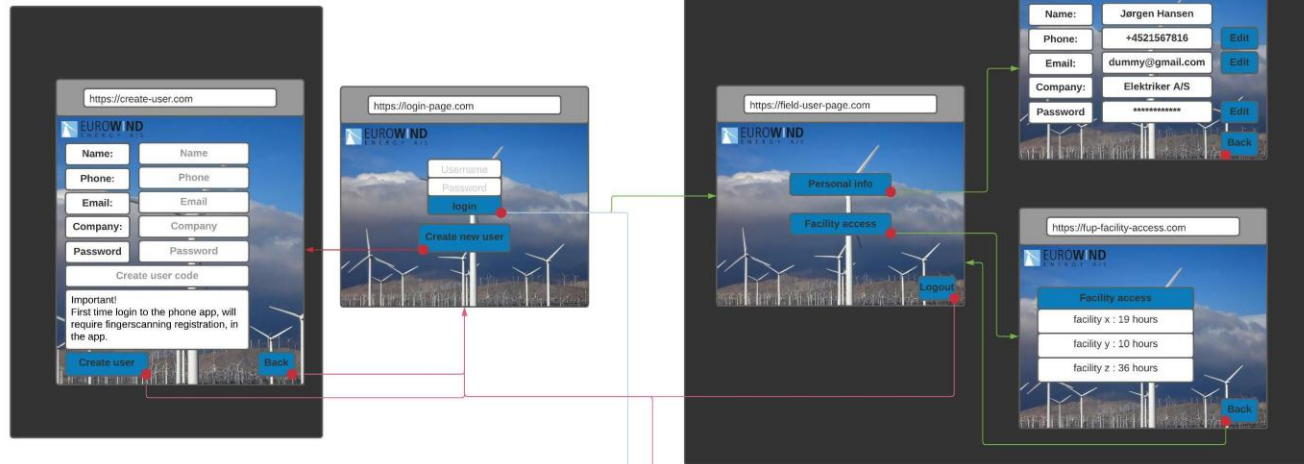 https://create-user.com
EUROWIND
ENERGY A/S
Name:
Name
Phone:
Phone
Email:
Email
Company:
Company
Password
Password
Create user code
Important!
First time login to the phone app, will
require fingerscanning registration, in
the app.
Create user
Back
https://login-page.com
EUROWIND
ENERGY A/S
Username
Password
login
Create new user
https://field-user-page.com
EUROWIND
ENERGY A/S
Personal info
Facility access
Logout
Name:
Jørgen Hansen
Phone:
+4521567816
Edit
Email:
dummy@gmail.com
Edit
Company:
Elektriker A/S
Password
************
Edit
Back
https://fup-facility-access.com
EUROWIND
ENERGY A/S
Facility access
facility x : 19 hours
facility y : 10 hours
facility z : 36 hours
Back